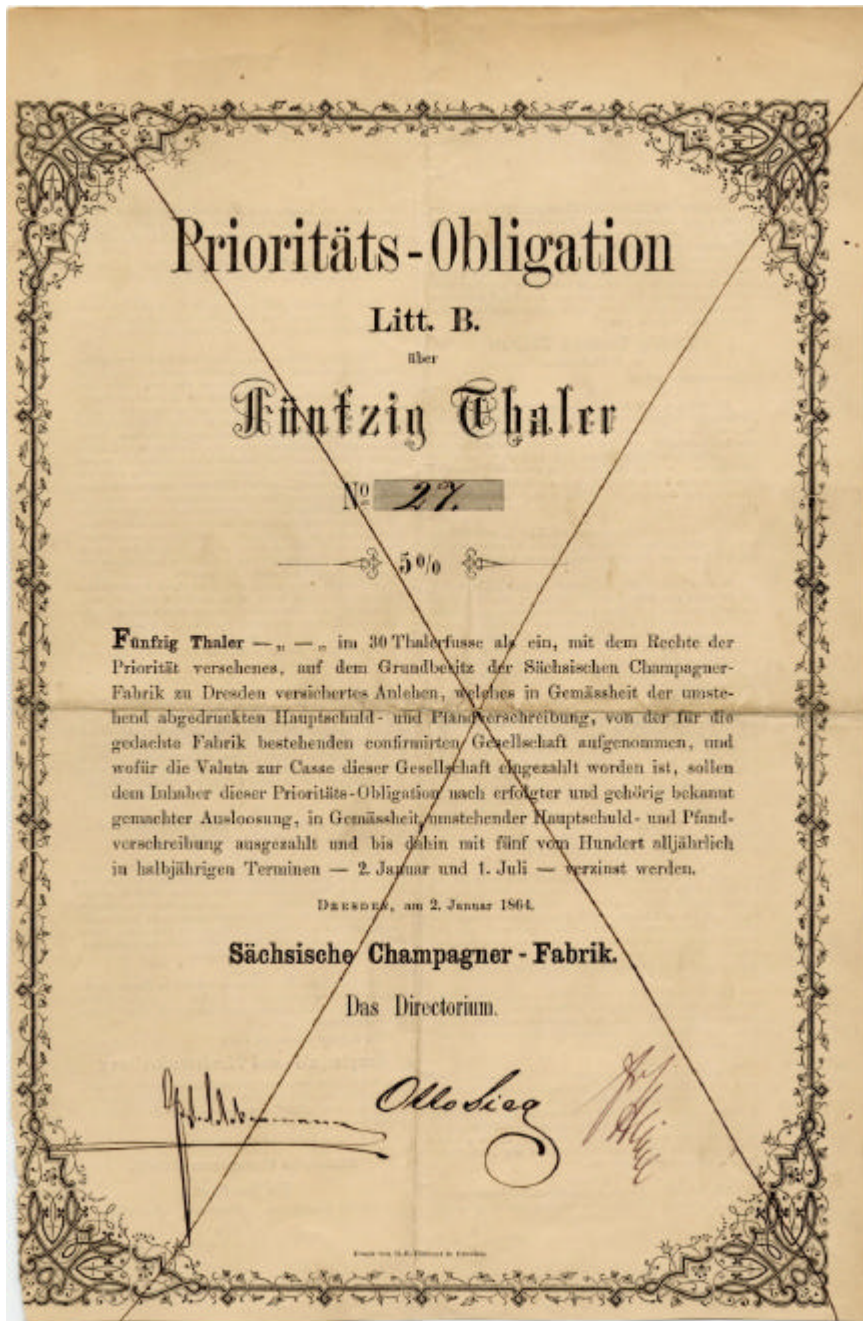 Prioritäts-Obligation
Litt. B.
über
Fünfzig Thaler
No 27.
5%
Fünfzig Thaler — „ — „ im 30 Thalerfusse als ein, mit dem Rechte der
Priorität versehenes, auf dem Grundbesitz der Sächsischen Champagner-
Fabrik zu Dresden versichertes Anlehen, welches in Gemässheit der umste-
hend abgedruckten Hauptschuld- und Pfandverschreibung, von der für die
gedachte Fabrik bestehenden confirmirten Gesellschaft aufgenommen, und
wofür die Valuta zur Casse dieser Gesellschaft eingezahlt worden ist, sollen
dem Inhaber dieser Prioritäts-Obligation nach erfolgter und gehörig bekannt
gemachter Ausloosung, in Gemässheit umstehender Hauptschuld- und Pfand-
verschreibung ausgezahlt und bis dahin mit fünf vom Hundert alljährlich
in halbjährigen Terminen — 2. Januar und 1. Juli — verzinst werden.
DRESDEN, am 2. Januar 1864.
Sächsische Champagner-Fabrik.
Das Directorium.
Otto Sieg